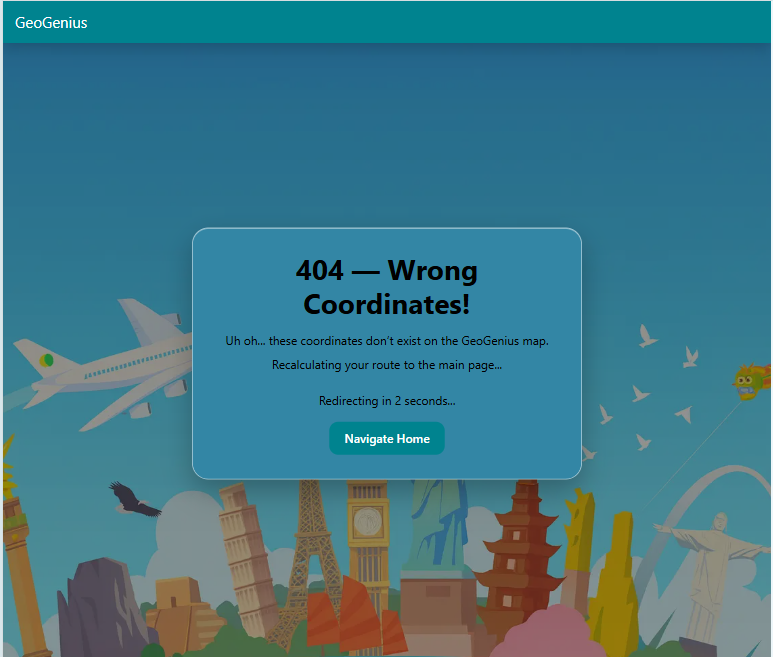 GeoGenius
404 — Wrong
Coordinates!
Uh oh... these coordinates don’t exist on the GeoGenius map.
Recalculating your route to the main page...
Redirecting in 2 seconds...
Navigate Home